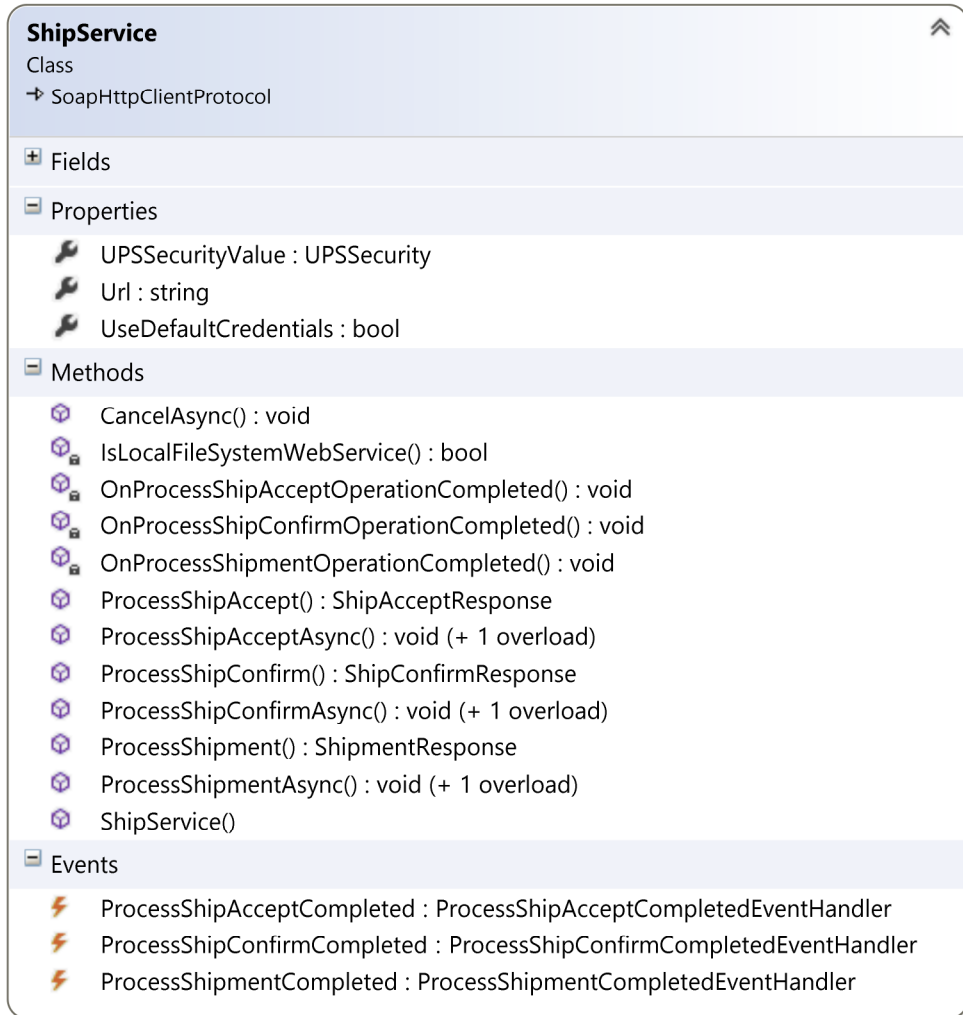 ShipService
Class
SoapHttpClientProtocol
Fields
Properties
UPSSecurityValue : UPSSecurity
Url : string
UseDefaultCredentials : bool
Methods
CancelAsync() : void
IsLocalFileSystemWebService() : bool
OnProcessShipAcceptOperationCompleted() : void
OnProcessShipConfirmOperationCompleted() : void
OnProcessShipmentOperationCompleted() : void
ProcessShipAccept() : ShipAcceptResponse
ProcessShipAcceptAsync() : void (+ 1 overload)
ProcessShipConfirm() : ShipConfirmResponse
ProcessShipConfirmAsync() : void (+ 1 overload)
ProcessShipment() : ShipmentResponse
ProcessShipmentAsync() : void (+ 1 overload)
ShipService()
Events
ProcessShipAcceptCompleted : ProcessShipAcceptCompletedEventHandler
ProcessShipConfirmCompleted : ProcessShipConfirmCompletedEventHandler
ProcessShipmentCompleted : ProcessShipmentCompletedEventHandler